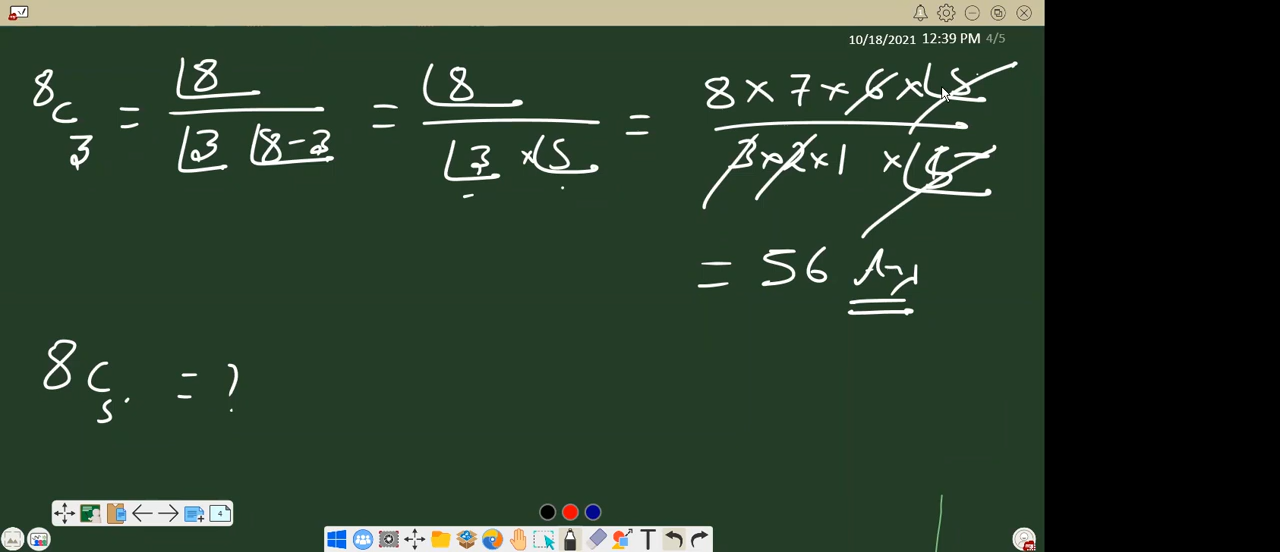 10/18/2021 12:39 PM 4/5
8c3 = ⌊8 / ⌊3 ⌊8-3 = ⌊8 / ⌊3 ×⌊5 = 8 × 7 × 6 × ⌊5 / 3 × 2 × 1 × ⌊5
= 56 Ans
8c5 = ?
4
T